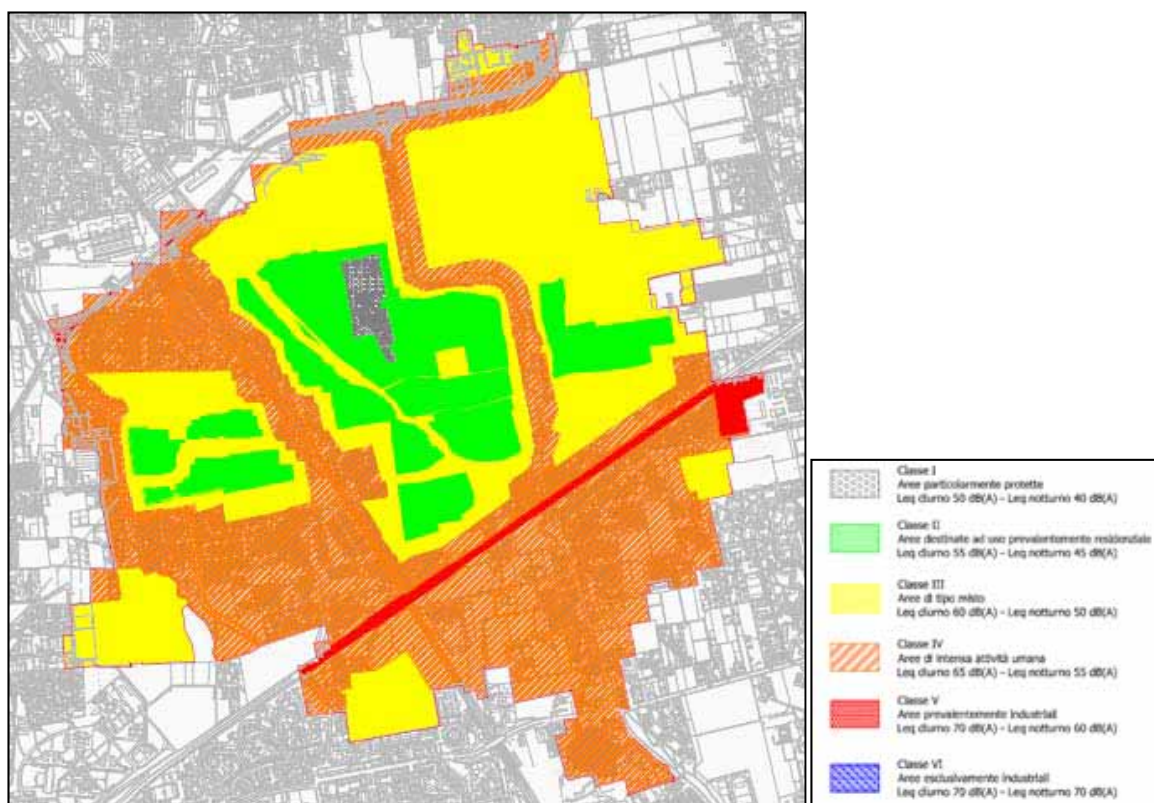 Classe I
Aree particolarmente protette
Leq diurno 50 dB(A) - Leq notturno 40 dB(A)
Classe II
Aree destinate ad uso prevalentemente residenziale
Leq diurno 55 dB(A) - Leq notturno 45 dB(A)
Classe III
Aree di tipo misto
Leq diurno 60 dB(A) - Leq notturno 50 dB(A)
Classe IV
Aree di intensa attività umana
Leq diurno 65 dB(A) - Leq notturno 55 dB(A)
Classe V
Aree prevalentemente industriali
Leq diurno 70 dB(A) - Leq notturno 60 dB(A)
Classe VI
Aree esclusivamente industriali
Leq diurno 70 dB(A) - Leq notturno 70 dB(A)